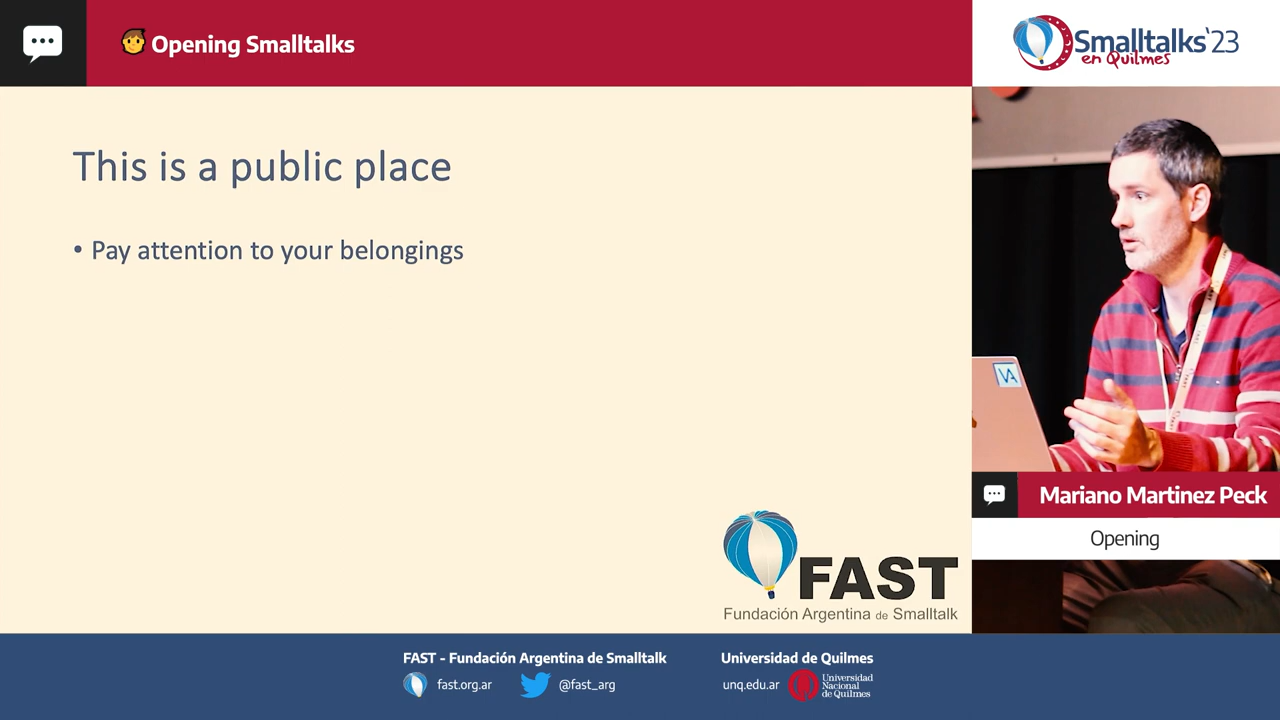 Opening Smalltalks
Smalltalks'23
en Quilmes
This is a public place
• Pay attention to your belongings
VA
Mariano Martinez Peck
Opening
FAST
Fundación Argentina de Smalltalk
FAST - Fundación Argentina de Smalltalk
fast.org.ar
@fast_arg
Universidad de Quilmes
unq.edu.ar
Universidad
Nacional
de Quilmes